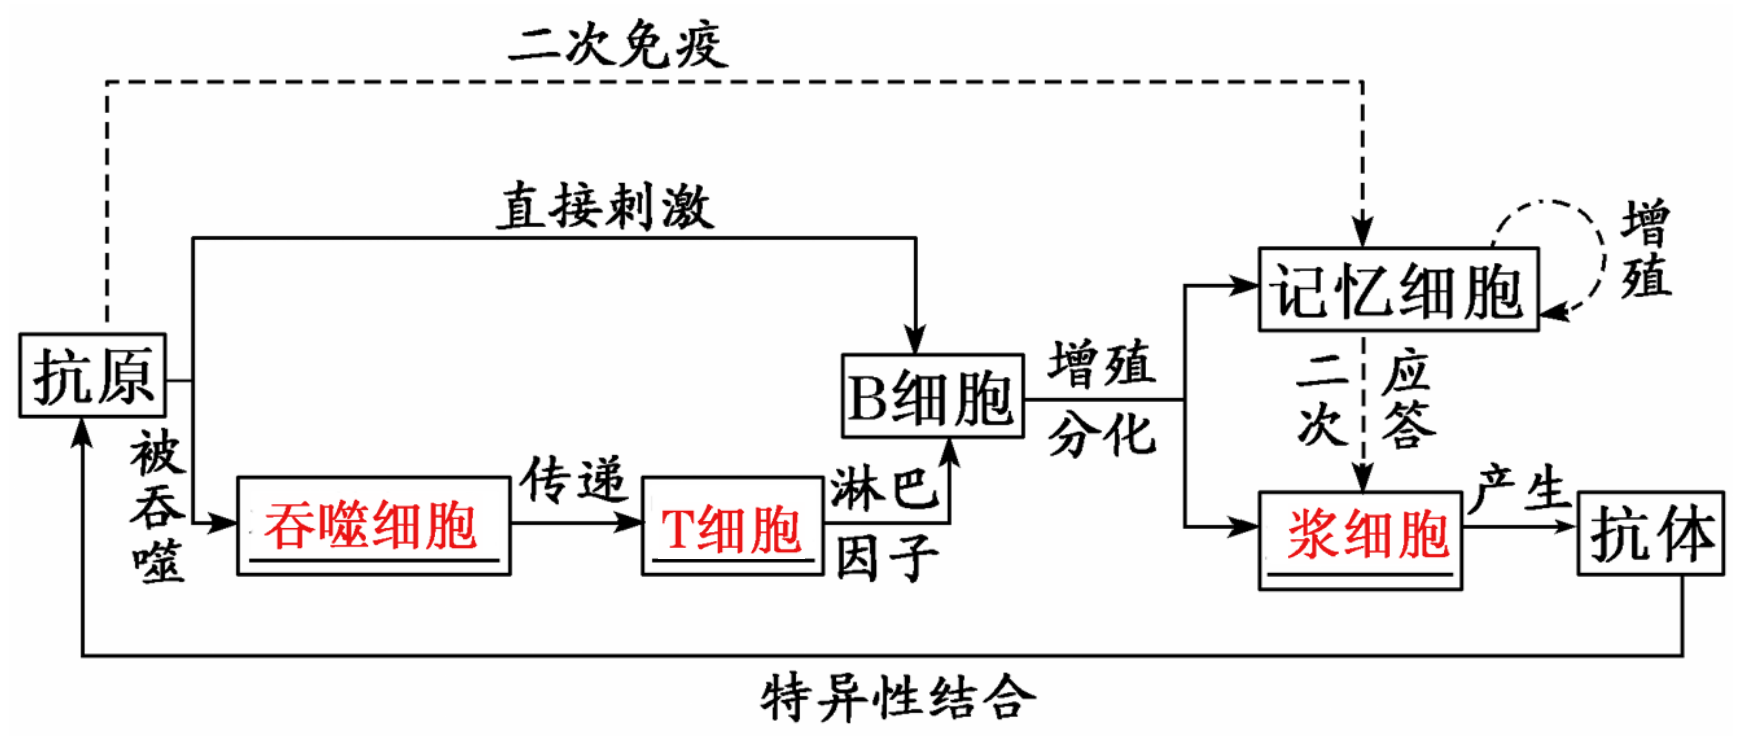 二次免疫
直接刺激
增殖
记忆细胞
抗原
B细胞
增殖
分化
二次
应答
被吞噬
吞噬细胞
传递
T细胞
淋巴
因子
浆细胞
产生
抗体
特异性结合